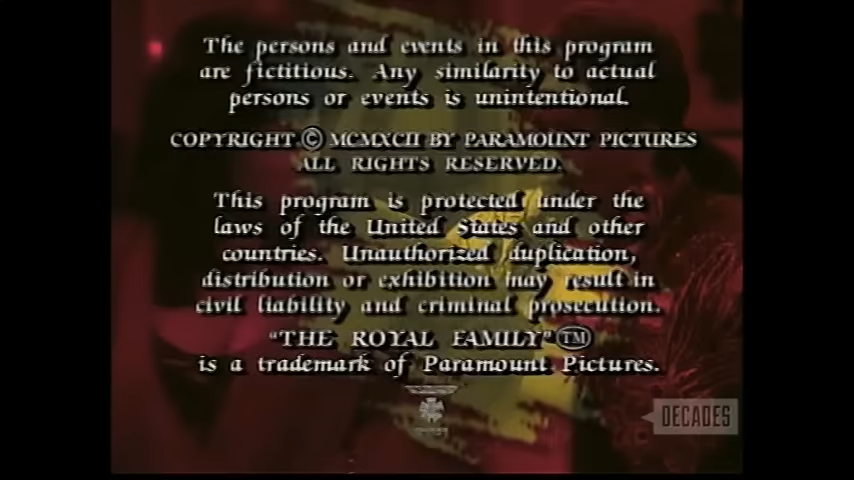 The persons and events in this program
are fictitious. Any similarity to actual
persons or events is unintentional.
COPYRIGHT © MCMXCII BY PARAMOUNT PICTURES
ALL RIGHTS RESERVED.
This program is protected under the
laws of the United States and other
countries. Unauthorized duplication,
distribution or exhibition may result in
civil liability and criminal prosecution.
"THE ROYAL FAMILY" TM
is a trademark of Paramount Pictures.
DECADES